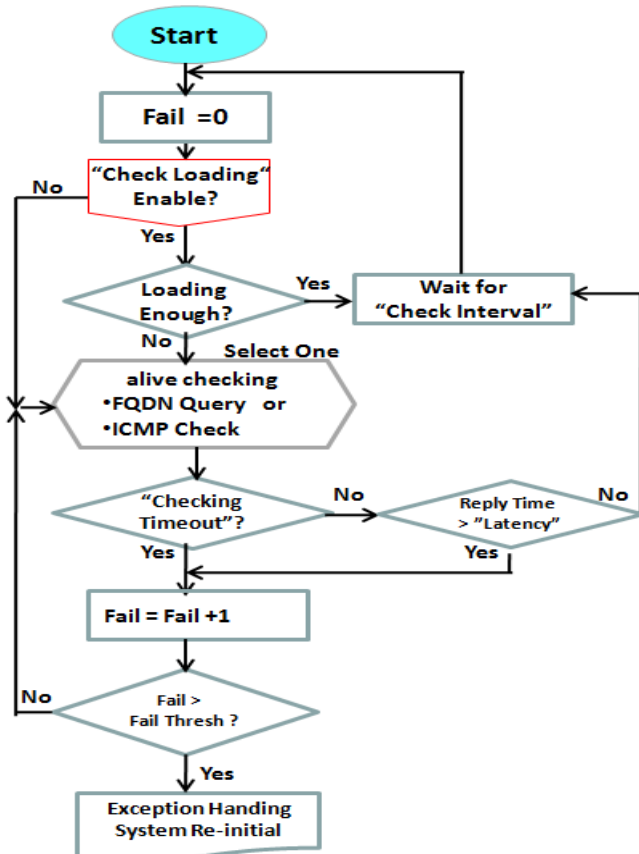 Start
Fail =0
"Check Loading"
Enable?
No
Yes
Loading
Enough?
Yes
Wait for
"Check Interval"
No
Select One
alive checking
•FQDN Query or
•ICMP Check
"Checking
Timeout"?
No
Reply Time
> "Latency"
No
Yes
Yes
Fail = Fail +1
No
Fail >
Fail Thresh ?
Yes
Exception Handing
System Re-initial